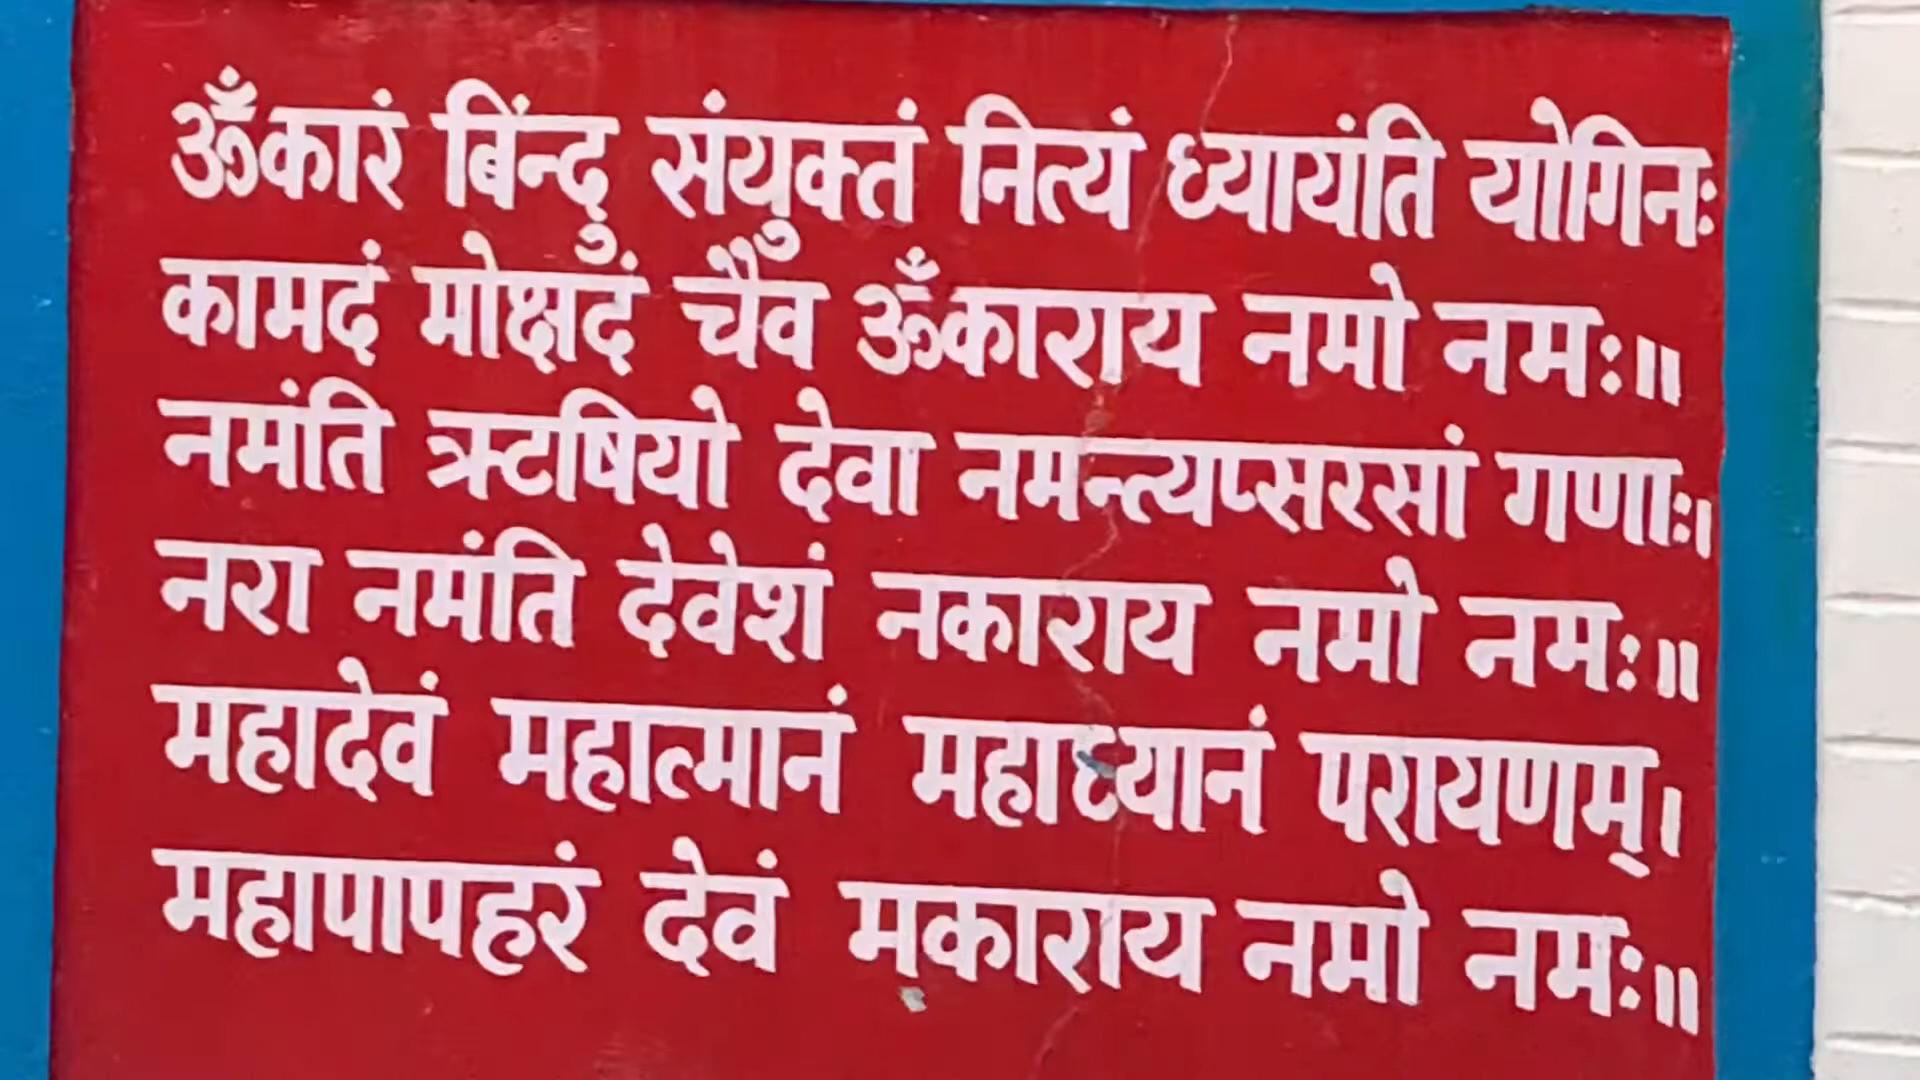 ॐकारं बिंन्दु संयुक्तं नित्यं ध्यायंति योगिनः
कामदं मोक्षदं चैव ॐकाराय नमो नमः॥
नमंति ऋषियो देवा नमन्त्यप्सरसां गणाः।
नरा नमंति देवेशं नकाराय नमो नमः॥
महादेवं महात्मानं महाध्यानं परायणम्।
महापापहरं देवं मकाराय नमो नमः॥